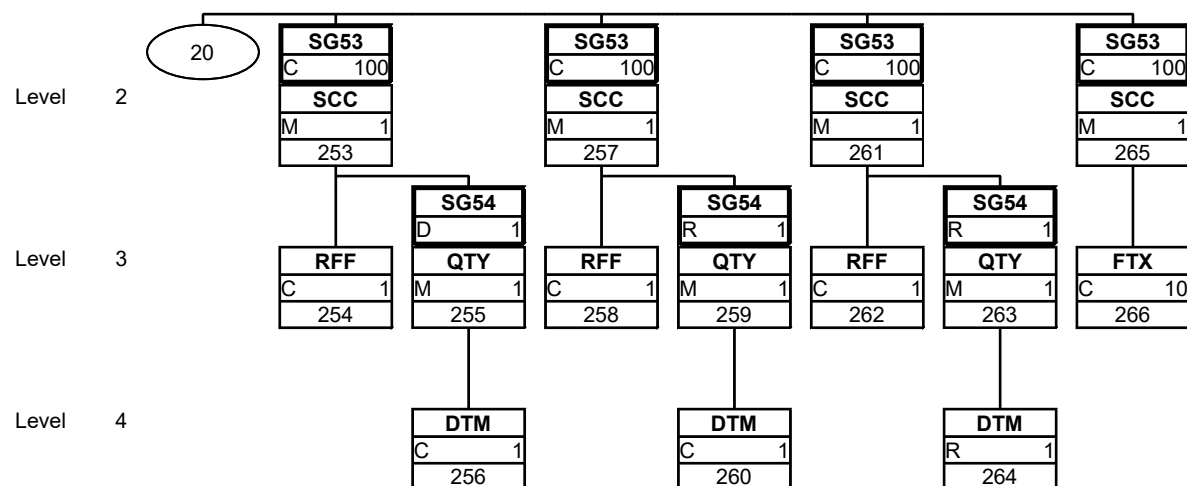 20
SG53 SG53 SG53 SG53
C 100 C 100 C 100 C 100
Level 2 SCC SCC SCC SCC
M 1 M 1 M 1 M 1
253 257 261 265
SG54 SG54 SG54
D 1 R 1 R 1
Level 3 RFF QTY RFF QTY RFF QTY FTX
C 1 M 1 C 1 M 1 C 1 M 1 C 10
254 255 258 259 262 263 266
Level 4 DTM DTM DTM
C 1 C 1 R 1
256 260 264